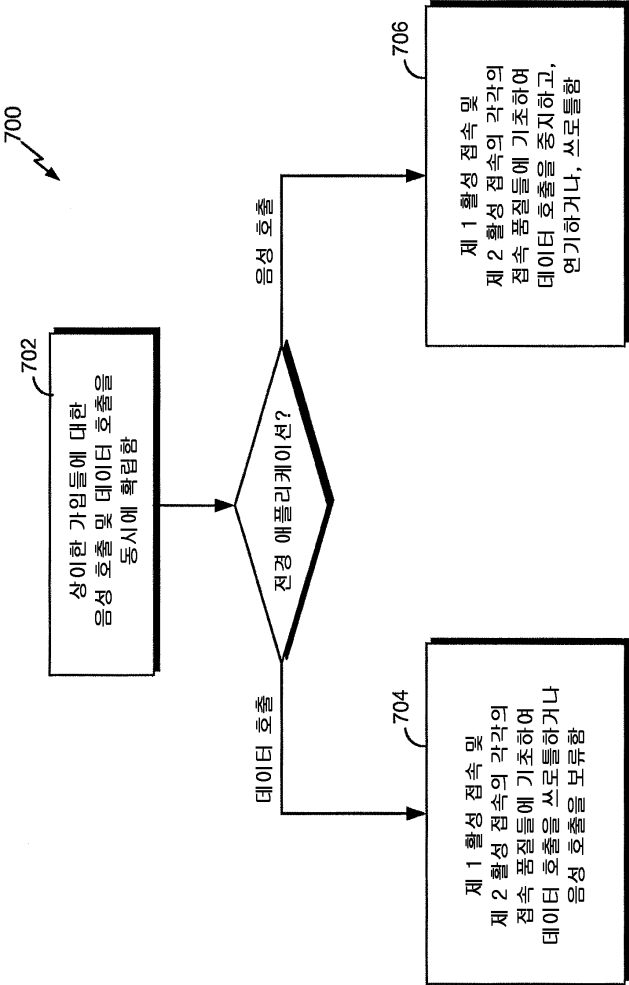 700
702
상이한 가입들에 대한
음성 호출 및 데이터 호출을
동시에 확립함
전경 애플리케이션?
데이터 호출
음성 호출
704
제 1 활성 접속 및
제 2 활성 접속의 각각의
접속 품질들에 기초하여
데이터 호출을 쓰로틀하거나
음성 호출을 보류함
706
제 1 활성 접속 및
제 2 활성 접속의 각각의
접속 품질들에 기초하여
데이터 호출을 중지하고,
연기하거나, 쓰로틀함